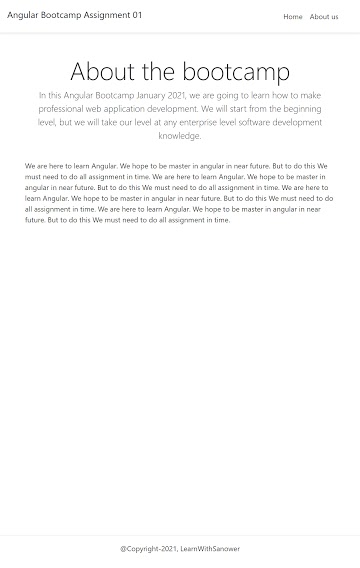 Angular Bootcamp Assignment 01
Home About us
About the bootcamp
In this Angular Bootcamp January 2021, we are going to learn how to make
professional web application development. We will start from the beginning
level, but we will take our level at any enterprise level software development
knowledge.
We are here to learn Angular. We hope to be master in angular in near future. But to do this We
must need to do all assignment in time. We are here to learn Angular. We hope to be master in
angular in near future. But to do this We must need to do all assignment in time. We are here to
learn Angular. We hope to be master in angular in near future. But to do this We must need to do
all assignment in time. We are here to learn Angular. We hope to be master in angular in near
future. But to do this We must need to do all assignment in time.
@Copyright-2021, LearnWithSanower